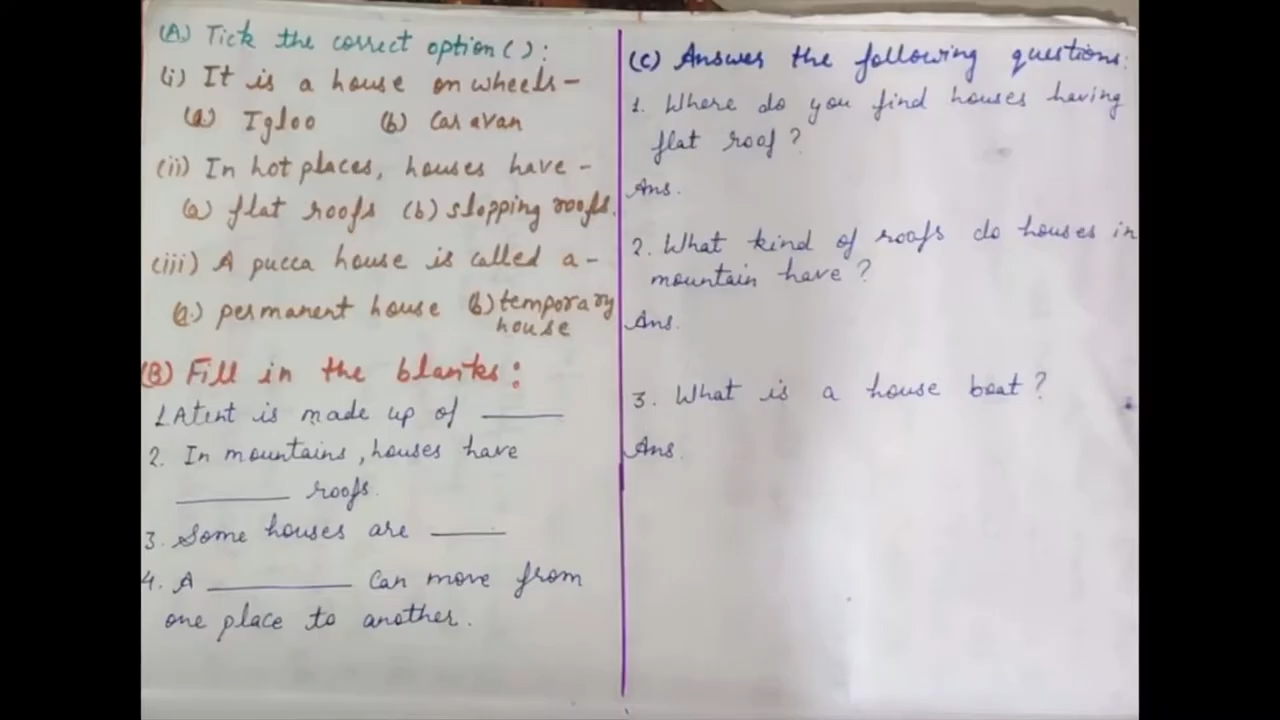 (A) Tick the correct option ( ) :
(i) It is a house on wheels –
(a) Igloo (b) Caravan
(ii) In hot places, houses have –
(a) flat roofs (b) slopping roofs.
(iii) A pucca house is called a –
(a) permanent house (b) temporary
house
(B) Fill in the blanks :
1. A tent is made up of ______
2. In mountains, houses have
______ roofs.
3. Some houses are ______
4. A ______ can move from
one place to another.
(C) Answer the following questions :
1. Where do you find houses having
flat roof ?
Ans.
2. What kind of roofs do houses in
mountain have ?
Ans.
3. What is a house boat ?
Ans.